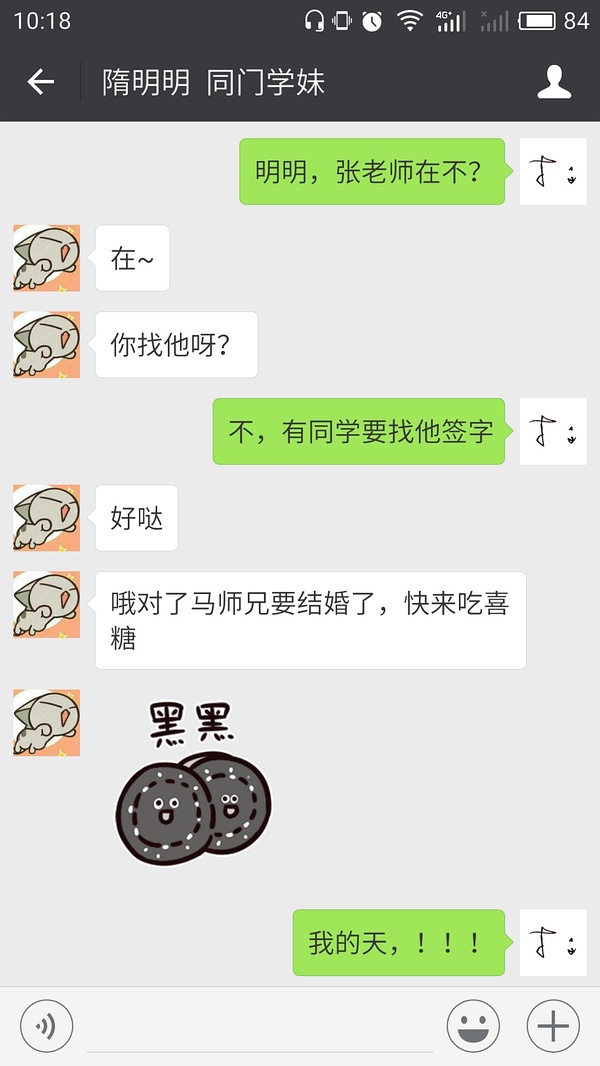 10:18
4G+
84
隋明明 同门学妹
明明，张老师在不？
在~
你找他呀？
不，有同学要找他签字
好哒
哦对了马师兄要结婚了，快来吃喜
糖
黑黑
我的天，！！！